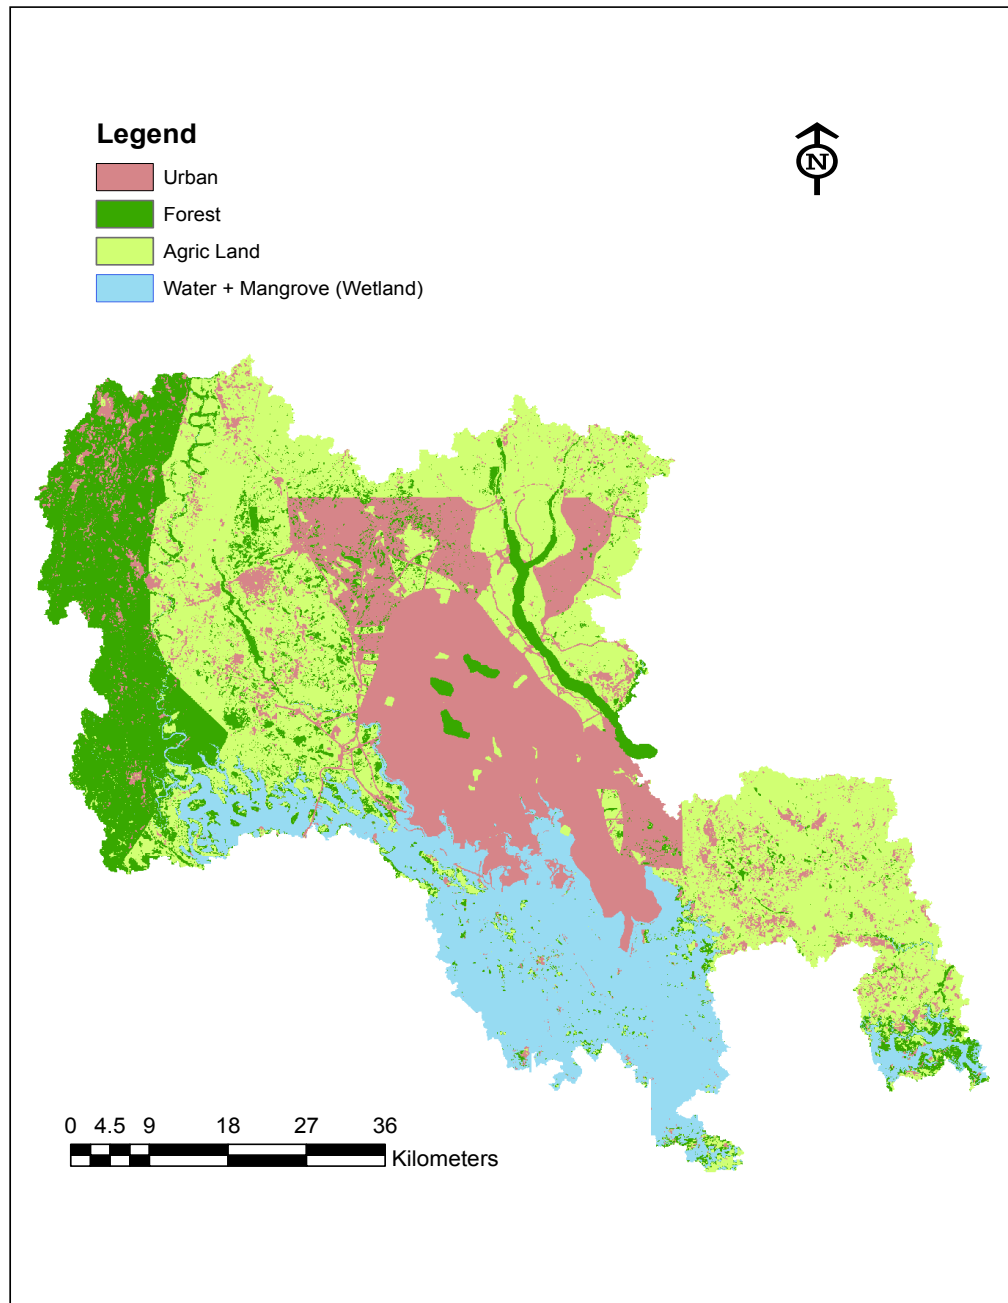 Legend
Urban
Forest
Agric Land
Water + Mangrove (Wetland)
N
0 4.5 9 18 27 36
Kilometers